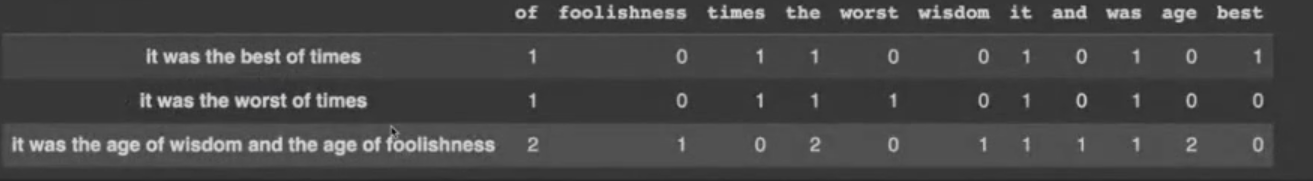 of foolishness times the worst wisdom it and was age best
it was the best of times 1 0 1 1 0 0 1 0 1 0 1
it was the worst of times 1 0 1 1 1 0 1 0 1 0 0
it was the age of wisdom and the age of foolishness 2 1 0 2 0 1 1 1 1 2 0